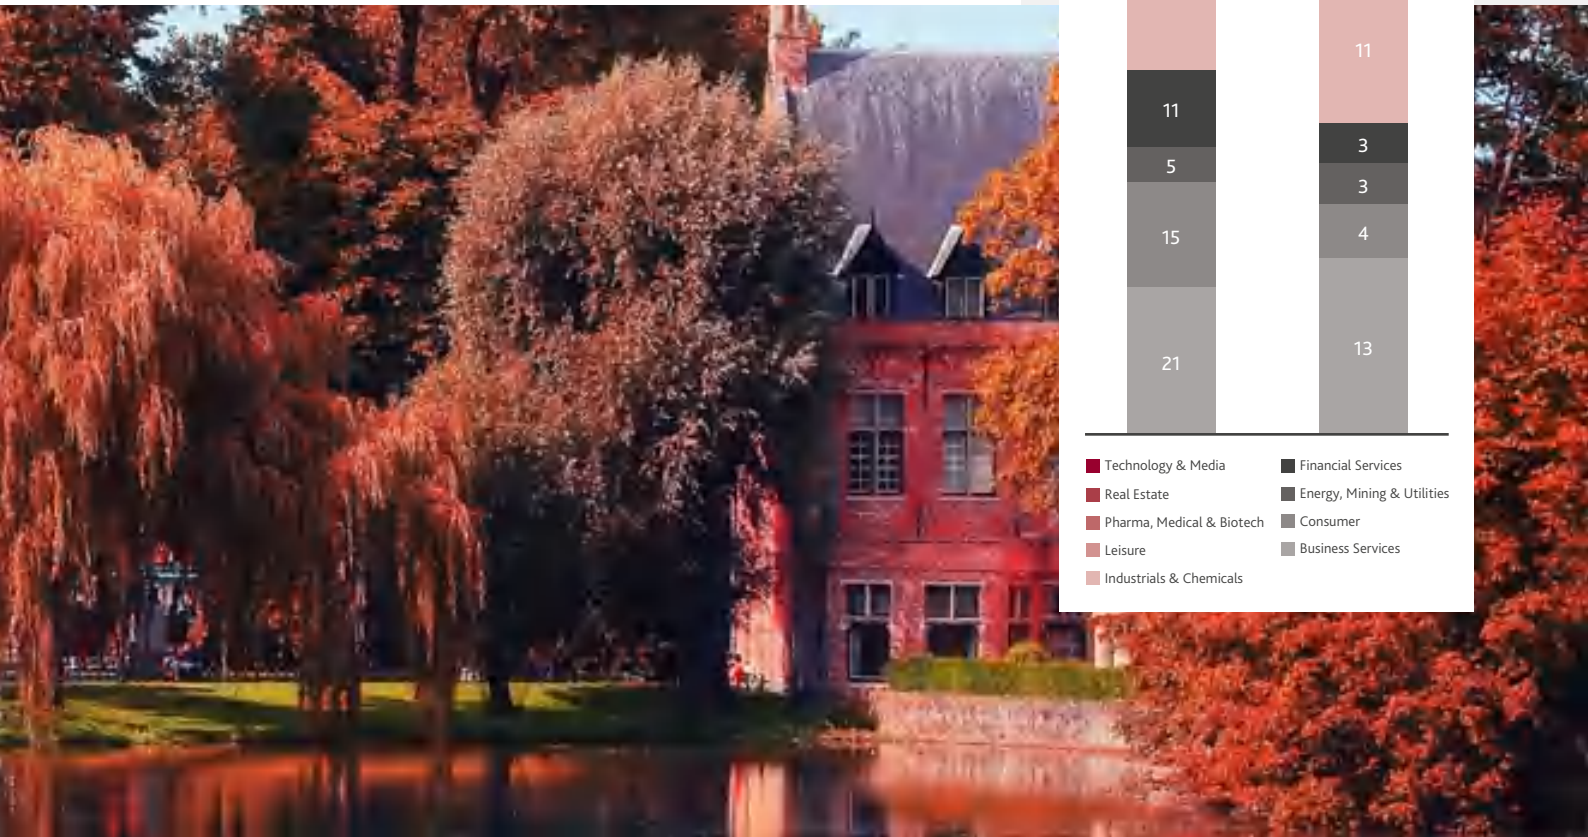 11
11
3
5
3
15
4
21
13
Technology & Media
Real Estate
Pharma, Medical & Biotech
Leisure
Industrials & Chemicals
Financial Services
Energy, Mining & Utilities
Consumer
Business Services